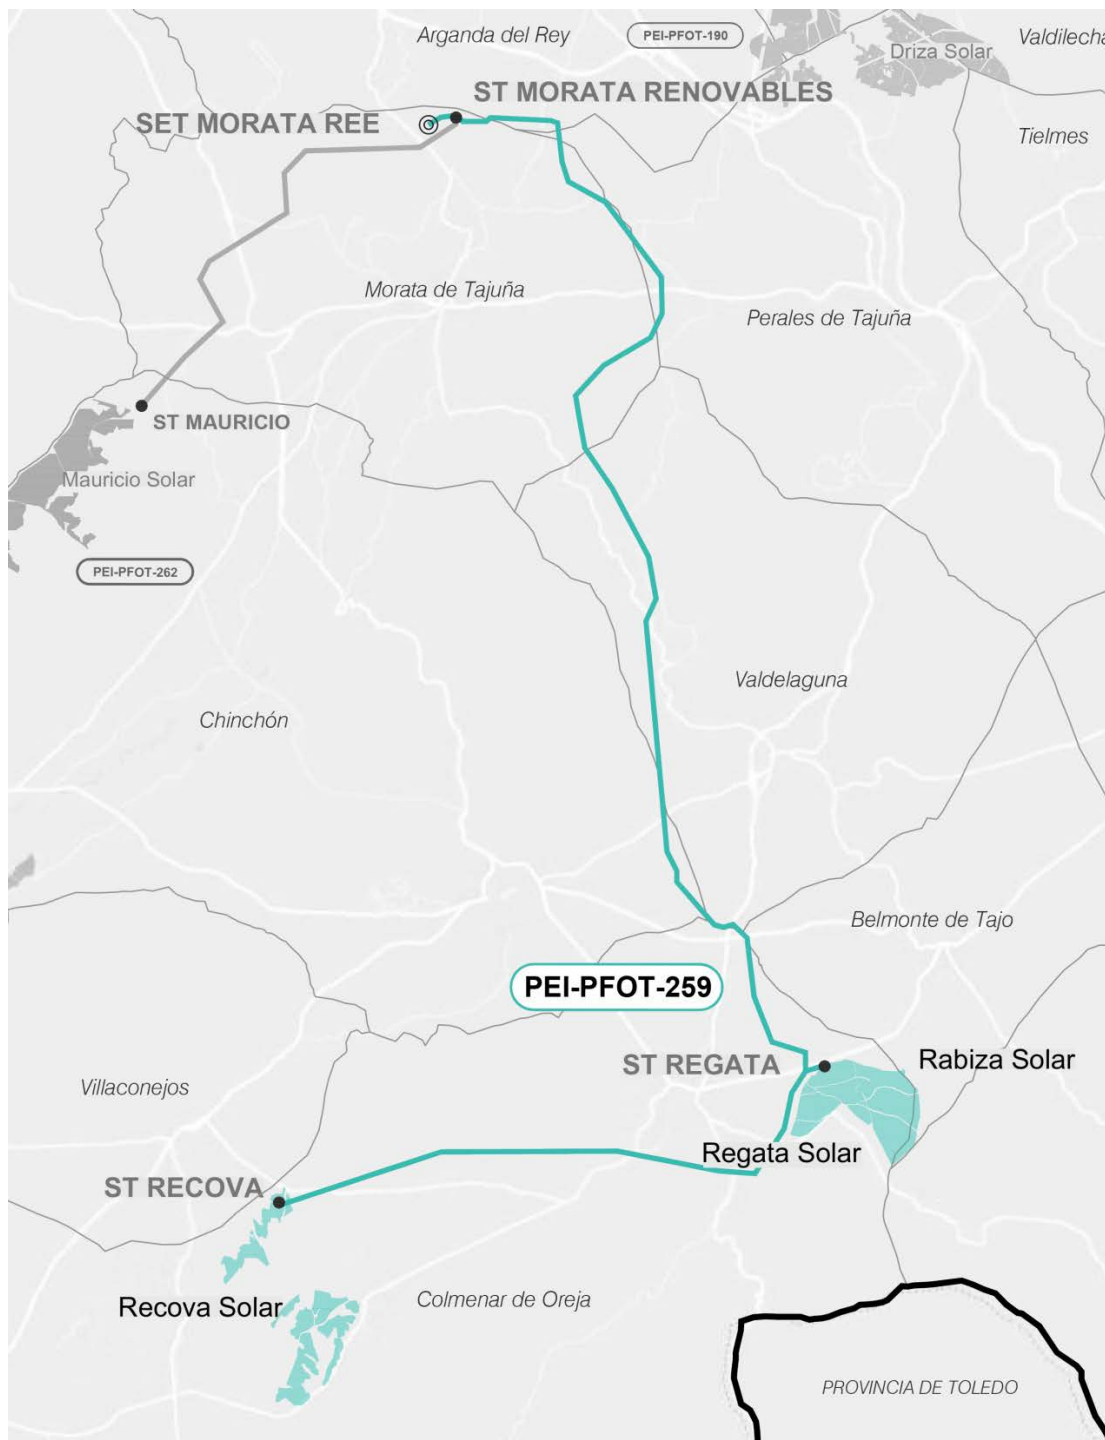 Arganda del Rey
PEI-PFOT-190
Driza Solar
Valdilecha
ST MORATA RENOVABLES
SET MORATA REE
Tielmes
Morata de Tajuña
Perales de Tajuña
ST MAURICIO
Mauricio Solar
PEI-PFOT-262
Valdelaguna
Chinchón
Belmonte de Tajo
PEI-PFOT-259
ST REGATA
Rabiza Solar
Villaconejos
Regata Solar
ST RECOVA
Recova Solar
Colmenar de Oreja
PROVINCIA DE TOLEDO